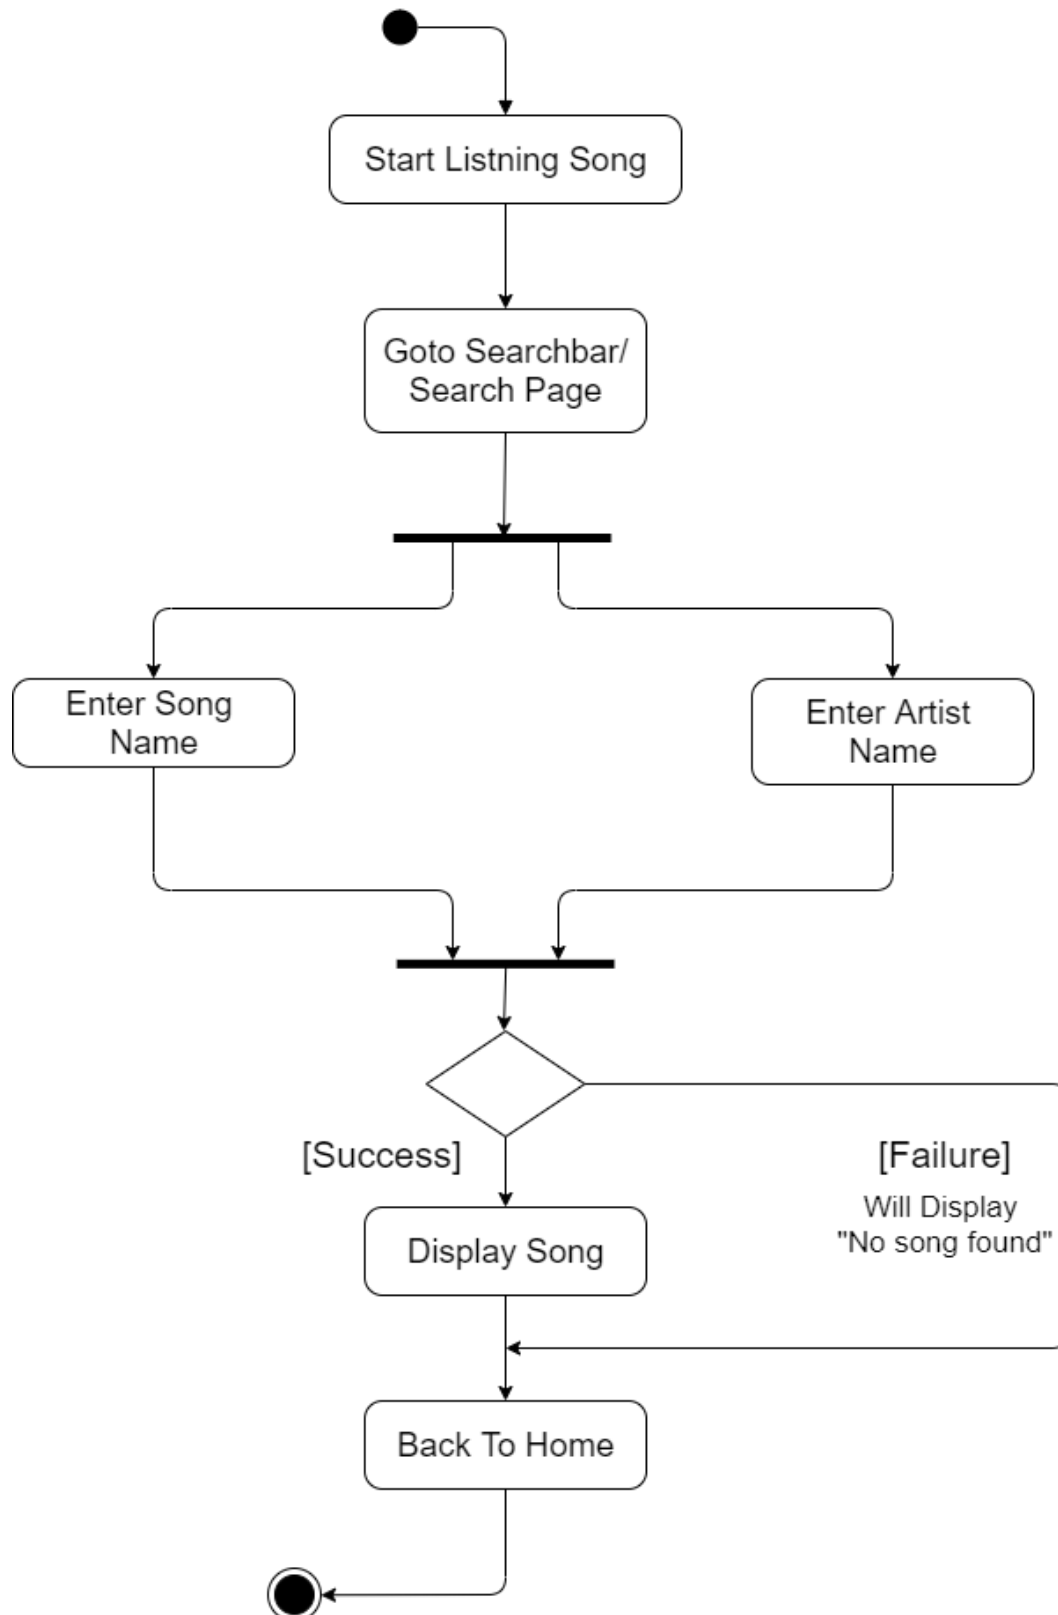 Start Listning Song
Goto Searchbar/
Search Page
Enter Song
Name
Enter Artist
Name
[Success]
[Failure]
Will Display
"No song found"
Display Song
Back To Home